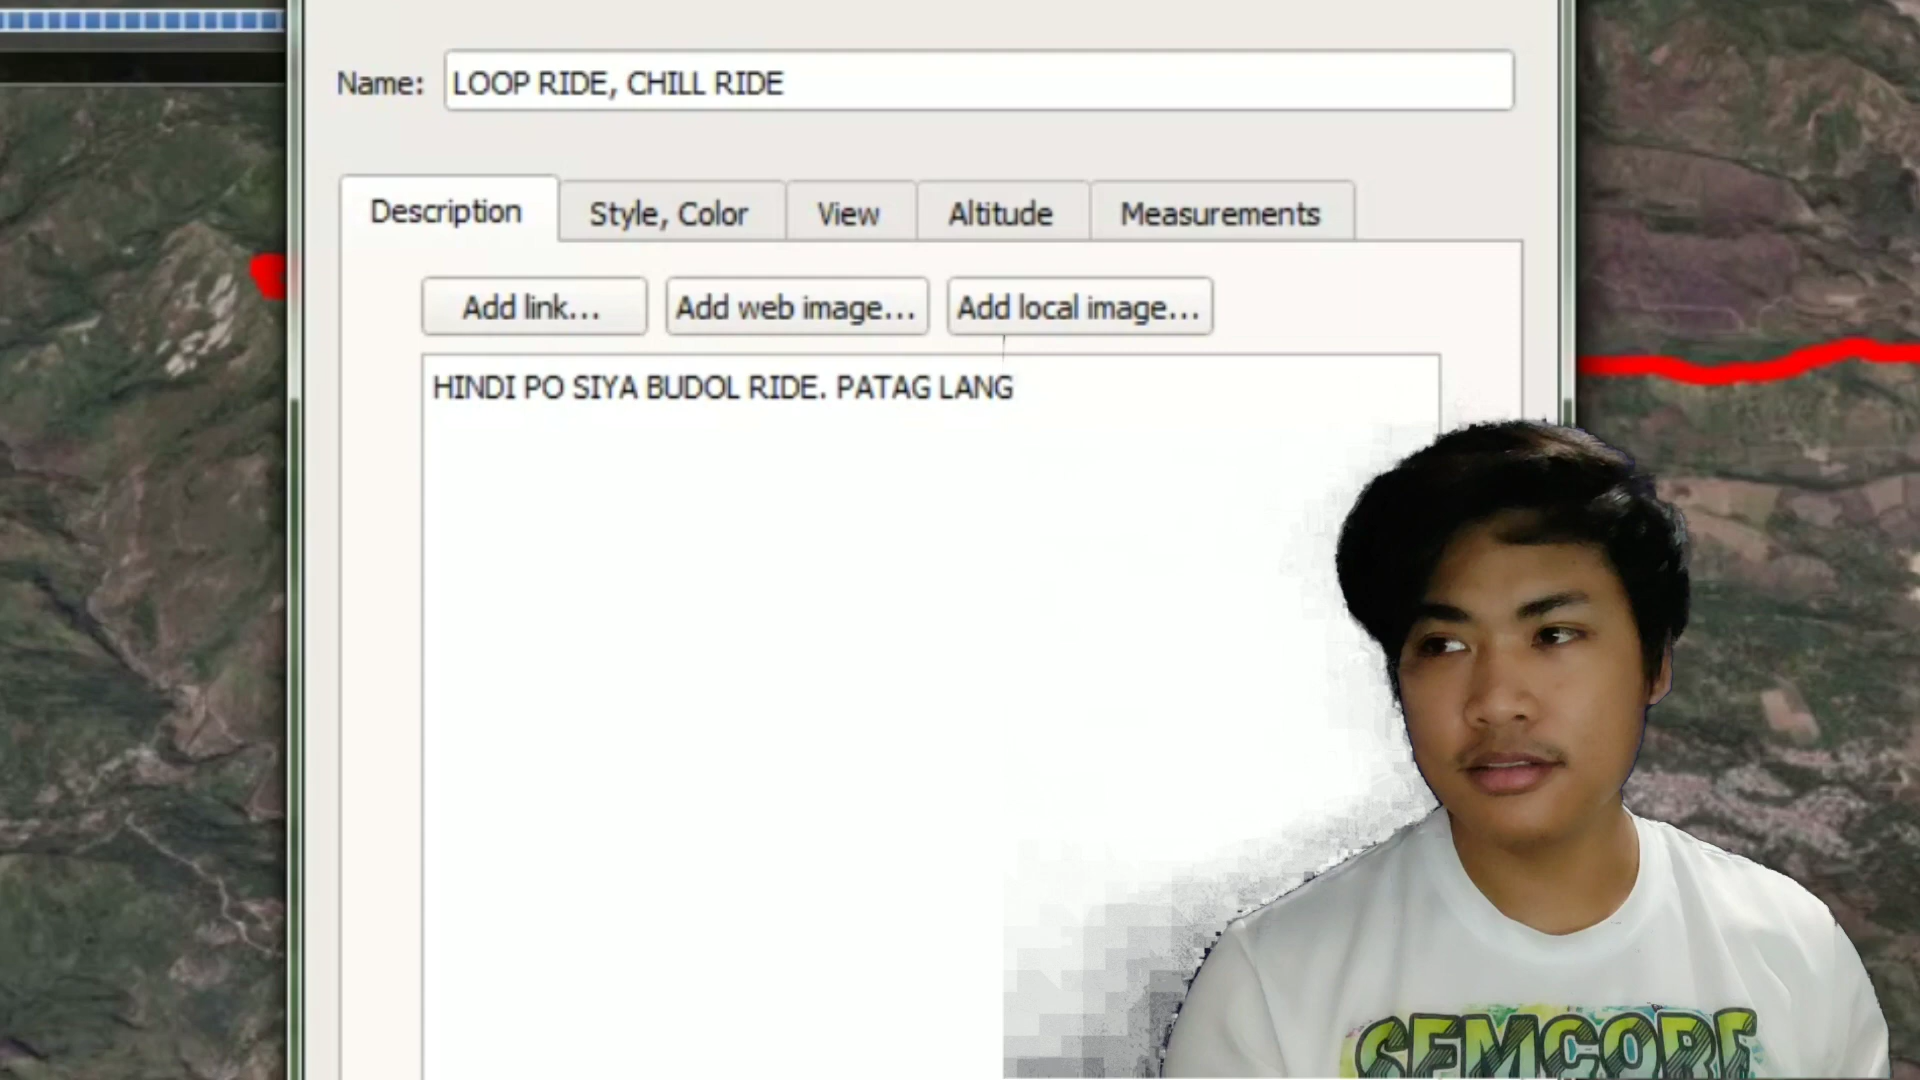 Name: LOOP RIDE, CHILL RIDE
Description Style, Color View Altitude Measurements
Add link... Add web image... Add local image...
HINDI PO SIYA BUDOL RIDE. PATAG LANG
SEMCORE